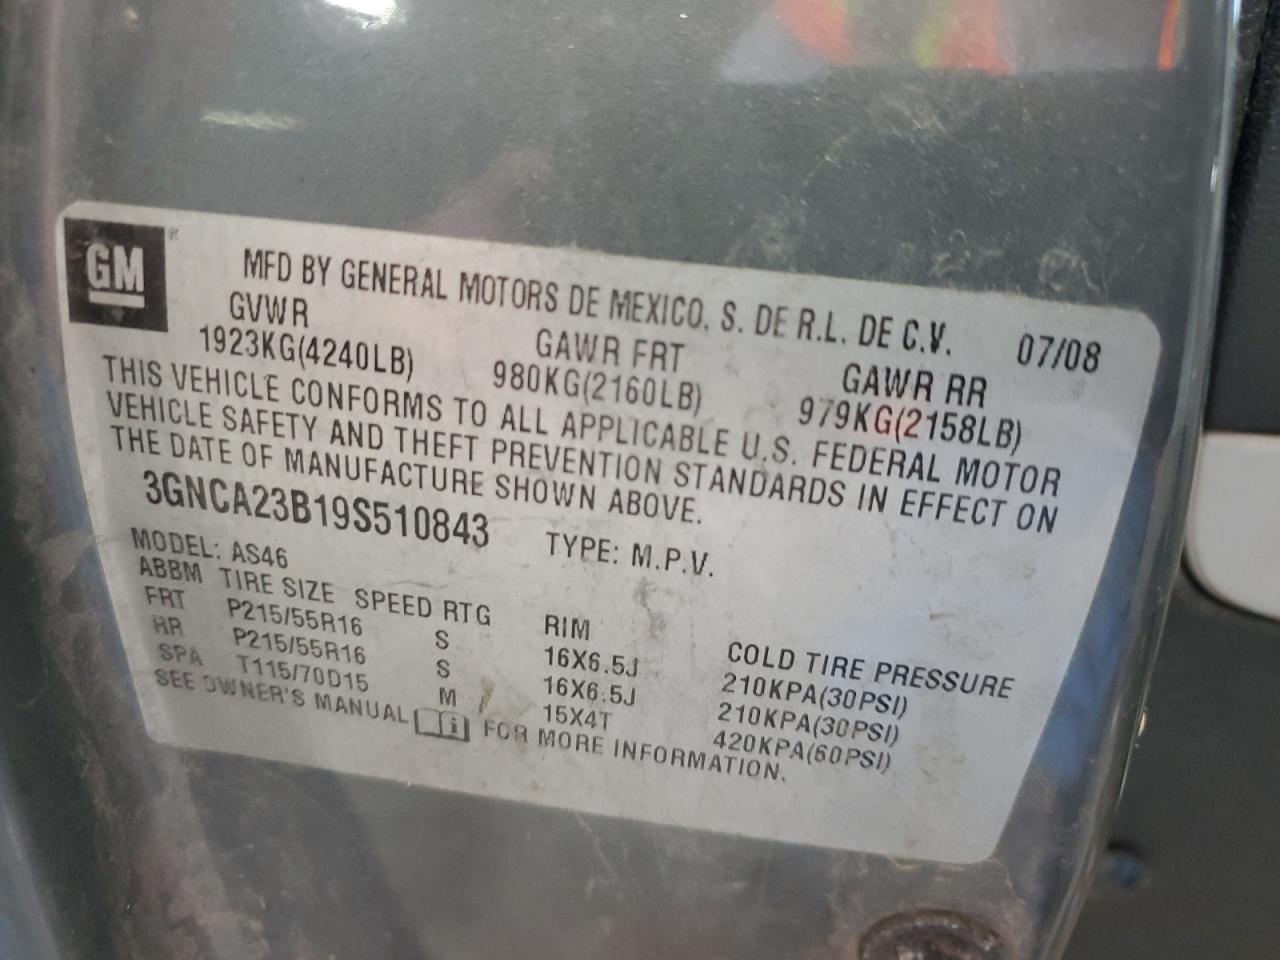 GM
MFD BY GENERAL MOTORS DE MEXICO, S. DE R.L. DE C.V. 07/08
GVWR GAWR FRT GAWR RR
1923KG(4240LB) 980KG(2160LB) 979KG(2158LB)
THIS VEHICLE CONFORMS TO ALL APPLICABLE U.S. FEDERAL MOTOR
VEHICLE SAFETY AND THEFT PREVENTION STANDARDS IN EFFECT ON
THE DATE OF MANUFACTURE SHOWN ABOVE.
3GNCA23B19S510843 TYPE: M.P.V.
MODEL: AS46
ABBM TIRE SIZE SPEED RTG RIM COLD TIRE PRESSURE
FRT P215/55R16 S 16X6.5J 210KPA(30PSI)
RR P215/55R16 S 16X6.5J 210KPA(30PSI)
SPA T115/70D15 M 15X4T 420KPA(60PSI)
SEE OWNER'S MANUAL i FOR MORE INFORMATION.